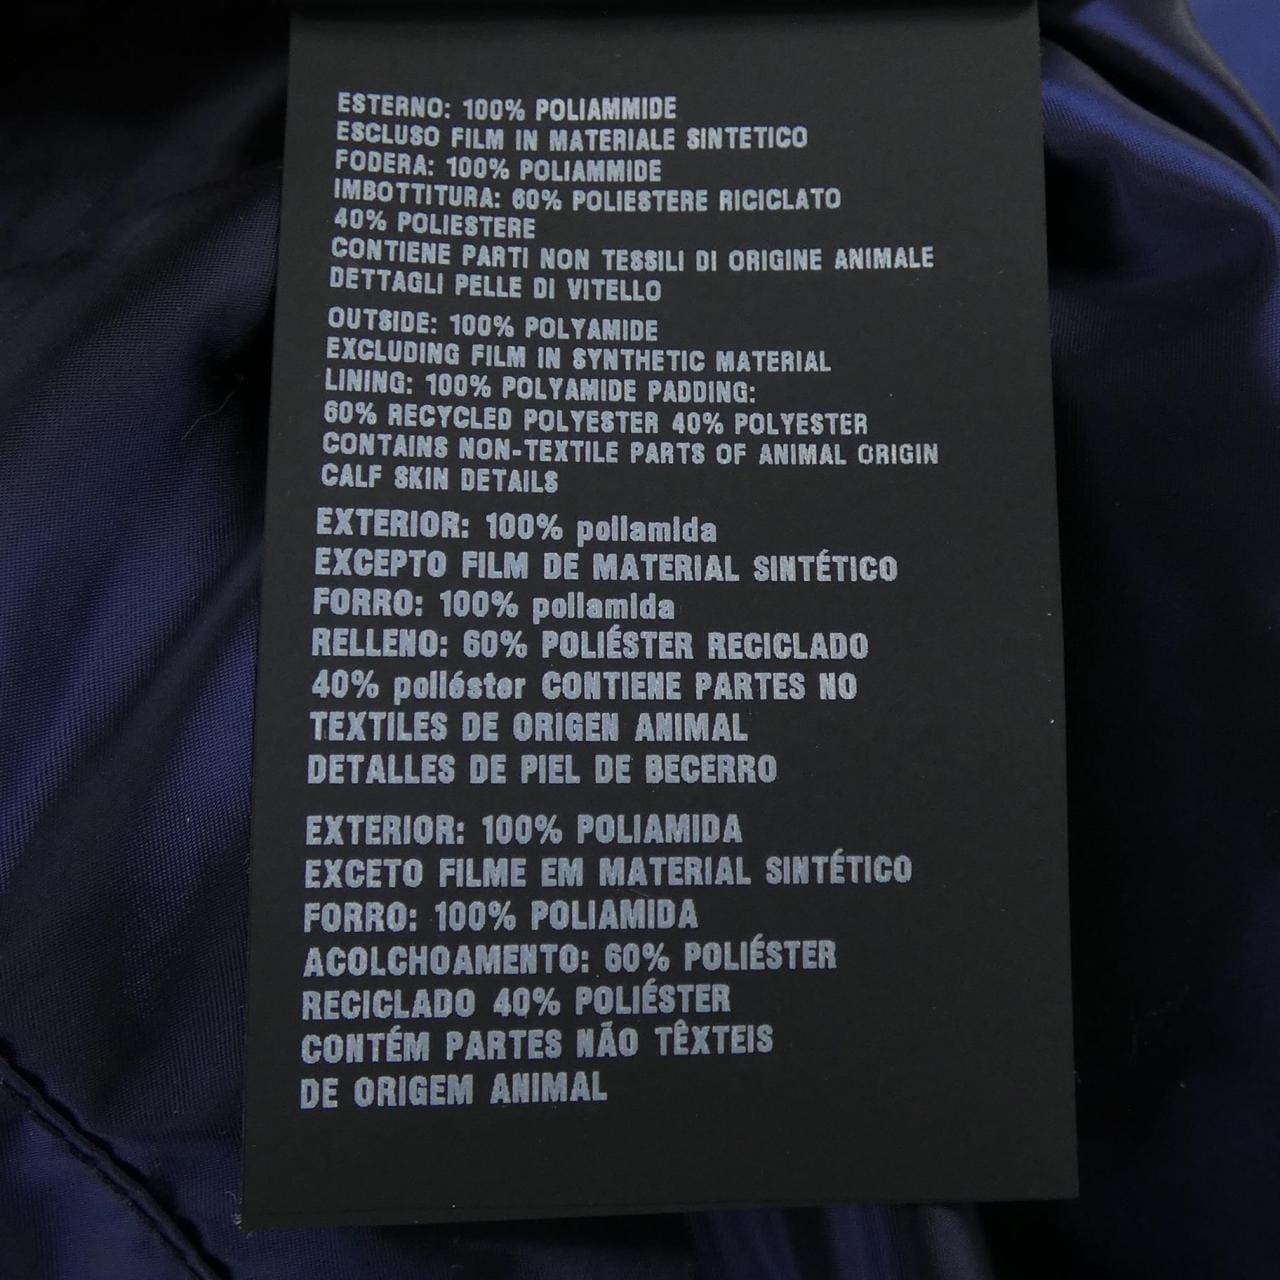 ESTERNO: 100% POLIAMMIDE
ESCLUSO FILM IN MATERIALE SINTETICO
FODERA: 100% POLIAMMIDE
IMBOTTITURA: 60% POLIESTERE RICICLATO
40% POLIESTERE
CONTIENE PARTI NON TESSILI DI ORIGINE ANIMALE
DETTAGLI PELLE DI VITELLO
OUTSIDE: 100% POLYAMIDE
EXCLUDING FILM IN SYNTHETIC MATERIAL
LINING: 100% POLYAMIDE PADDING:
60% RECYCLED POLYESTER 40% POLYESTER
CONTAINS NON-TEXTILE PARTS OF ANIMAL ORIGIN
CALF SKIN DETAILS
EXTERIOR: 100% poliamida
EXCEPTO FILM DE MATERIAL SINTÉTICO
FORRO: 100% poliamida
RELLENO: 60% POLIÉSTER RECICLADO
40% poliéster CONTIENE PARTES NO
TEXTILES DE ORIGEN ANIMAL
DETALLES DE PIEL DE BECERRO
EXTERIOR: 100% POLIAMIDA
EXCETO FILME EM MATERIAL SINTÉTICO
FORRO: 100% POLIAMIDA
ACOLCHOAMENTO: 60% POLIÉSTER
RECICLADO 40% POLIÉSTER
CONTÉM PARTES NÃO TÊXTEIS
DE ORIGEM ANIMAL